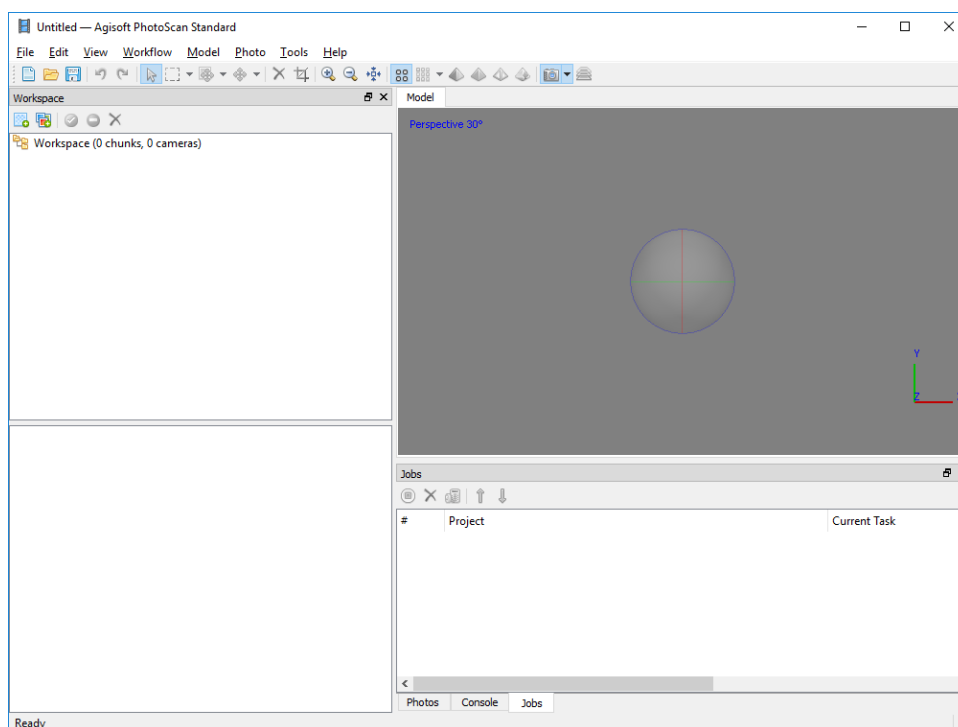 Untitled — Agisoft PhotoScan Standard
File Edit View Workflow Model Photo Tools Help
Workspace
Model
Perspective 30°
Workspace (0 chunks, 0 cameras)
Y
Z
Jobs
# Project Current Task
Photos Console Jobs
Ready